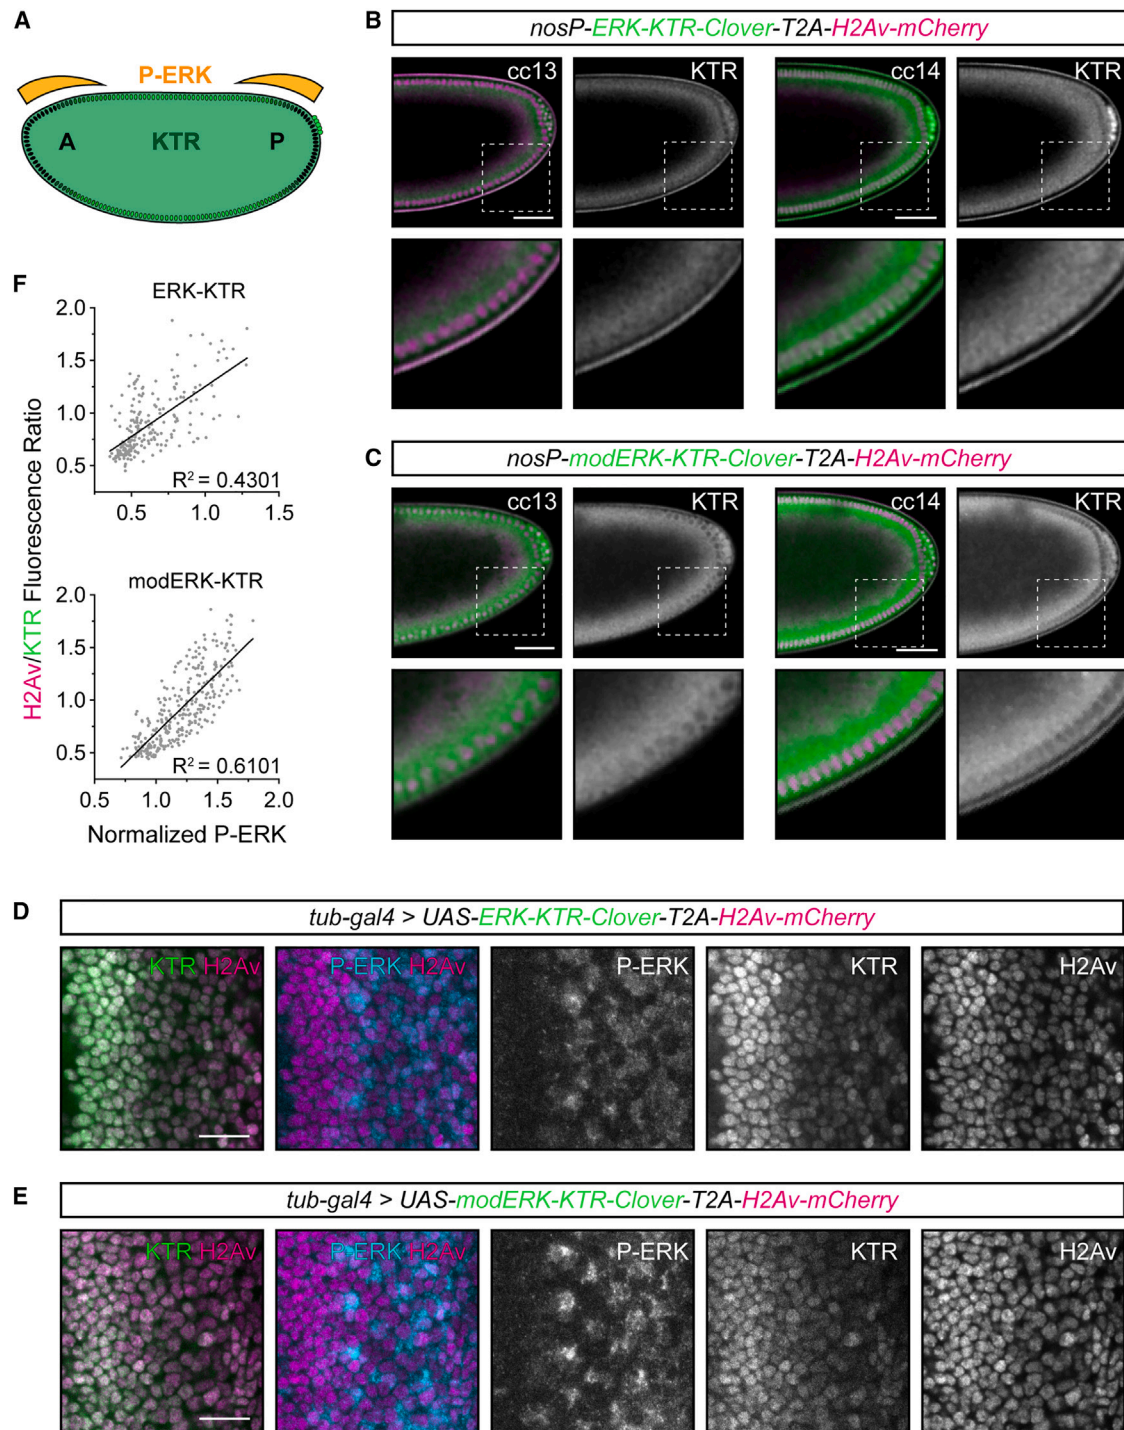 A
P-ERK
A KTR P
B
nosP-ERK-KTR-Clover-T2A-H2Av-mCherry
cc13 KTR cc14 KTR
C
nosP-modERK-KTR-Clover-T2A-H2Av-mCherry
cc13 KTR cc14 KTR
F
ERK-KTR
2.0
1.5
1.0
0.5
R² = 0.4301
0.5 1.0 1.5
modERK-KTR
2.0
1.5
1.0
0.5
R² = 0.6101
0.5 1.0 1.5 2.0
H2Av/KTR Fluorescence Ratio
Normalized P-ERK
D
tub-gal4 > UAS-ERK-KTR-Clover-T2A-H2Av-mCherry
KTR H2Av P-ERK H2Av P-ERK KTR H2Av
E
tub-gal4 > UAS-modERK-KTR-Clover-T2A-H2Av-mCherry
KTR H2Av P-ERK H2Av P-ERK KTR H2Av